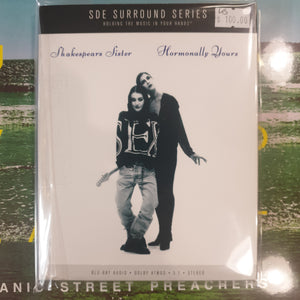 SDE SURROUND SERIES
HOLDING THE MUSIC IN YOUR HANDS
$ 100.00
Shakespears Sister Hormonally Yours
SEX
BLU-RAY AUDIO • DOLBY ATMOS • 5.1 • STEREO
ANIC STREET PREACHERS